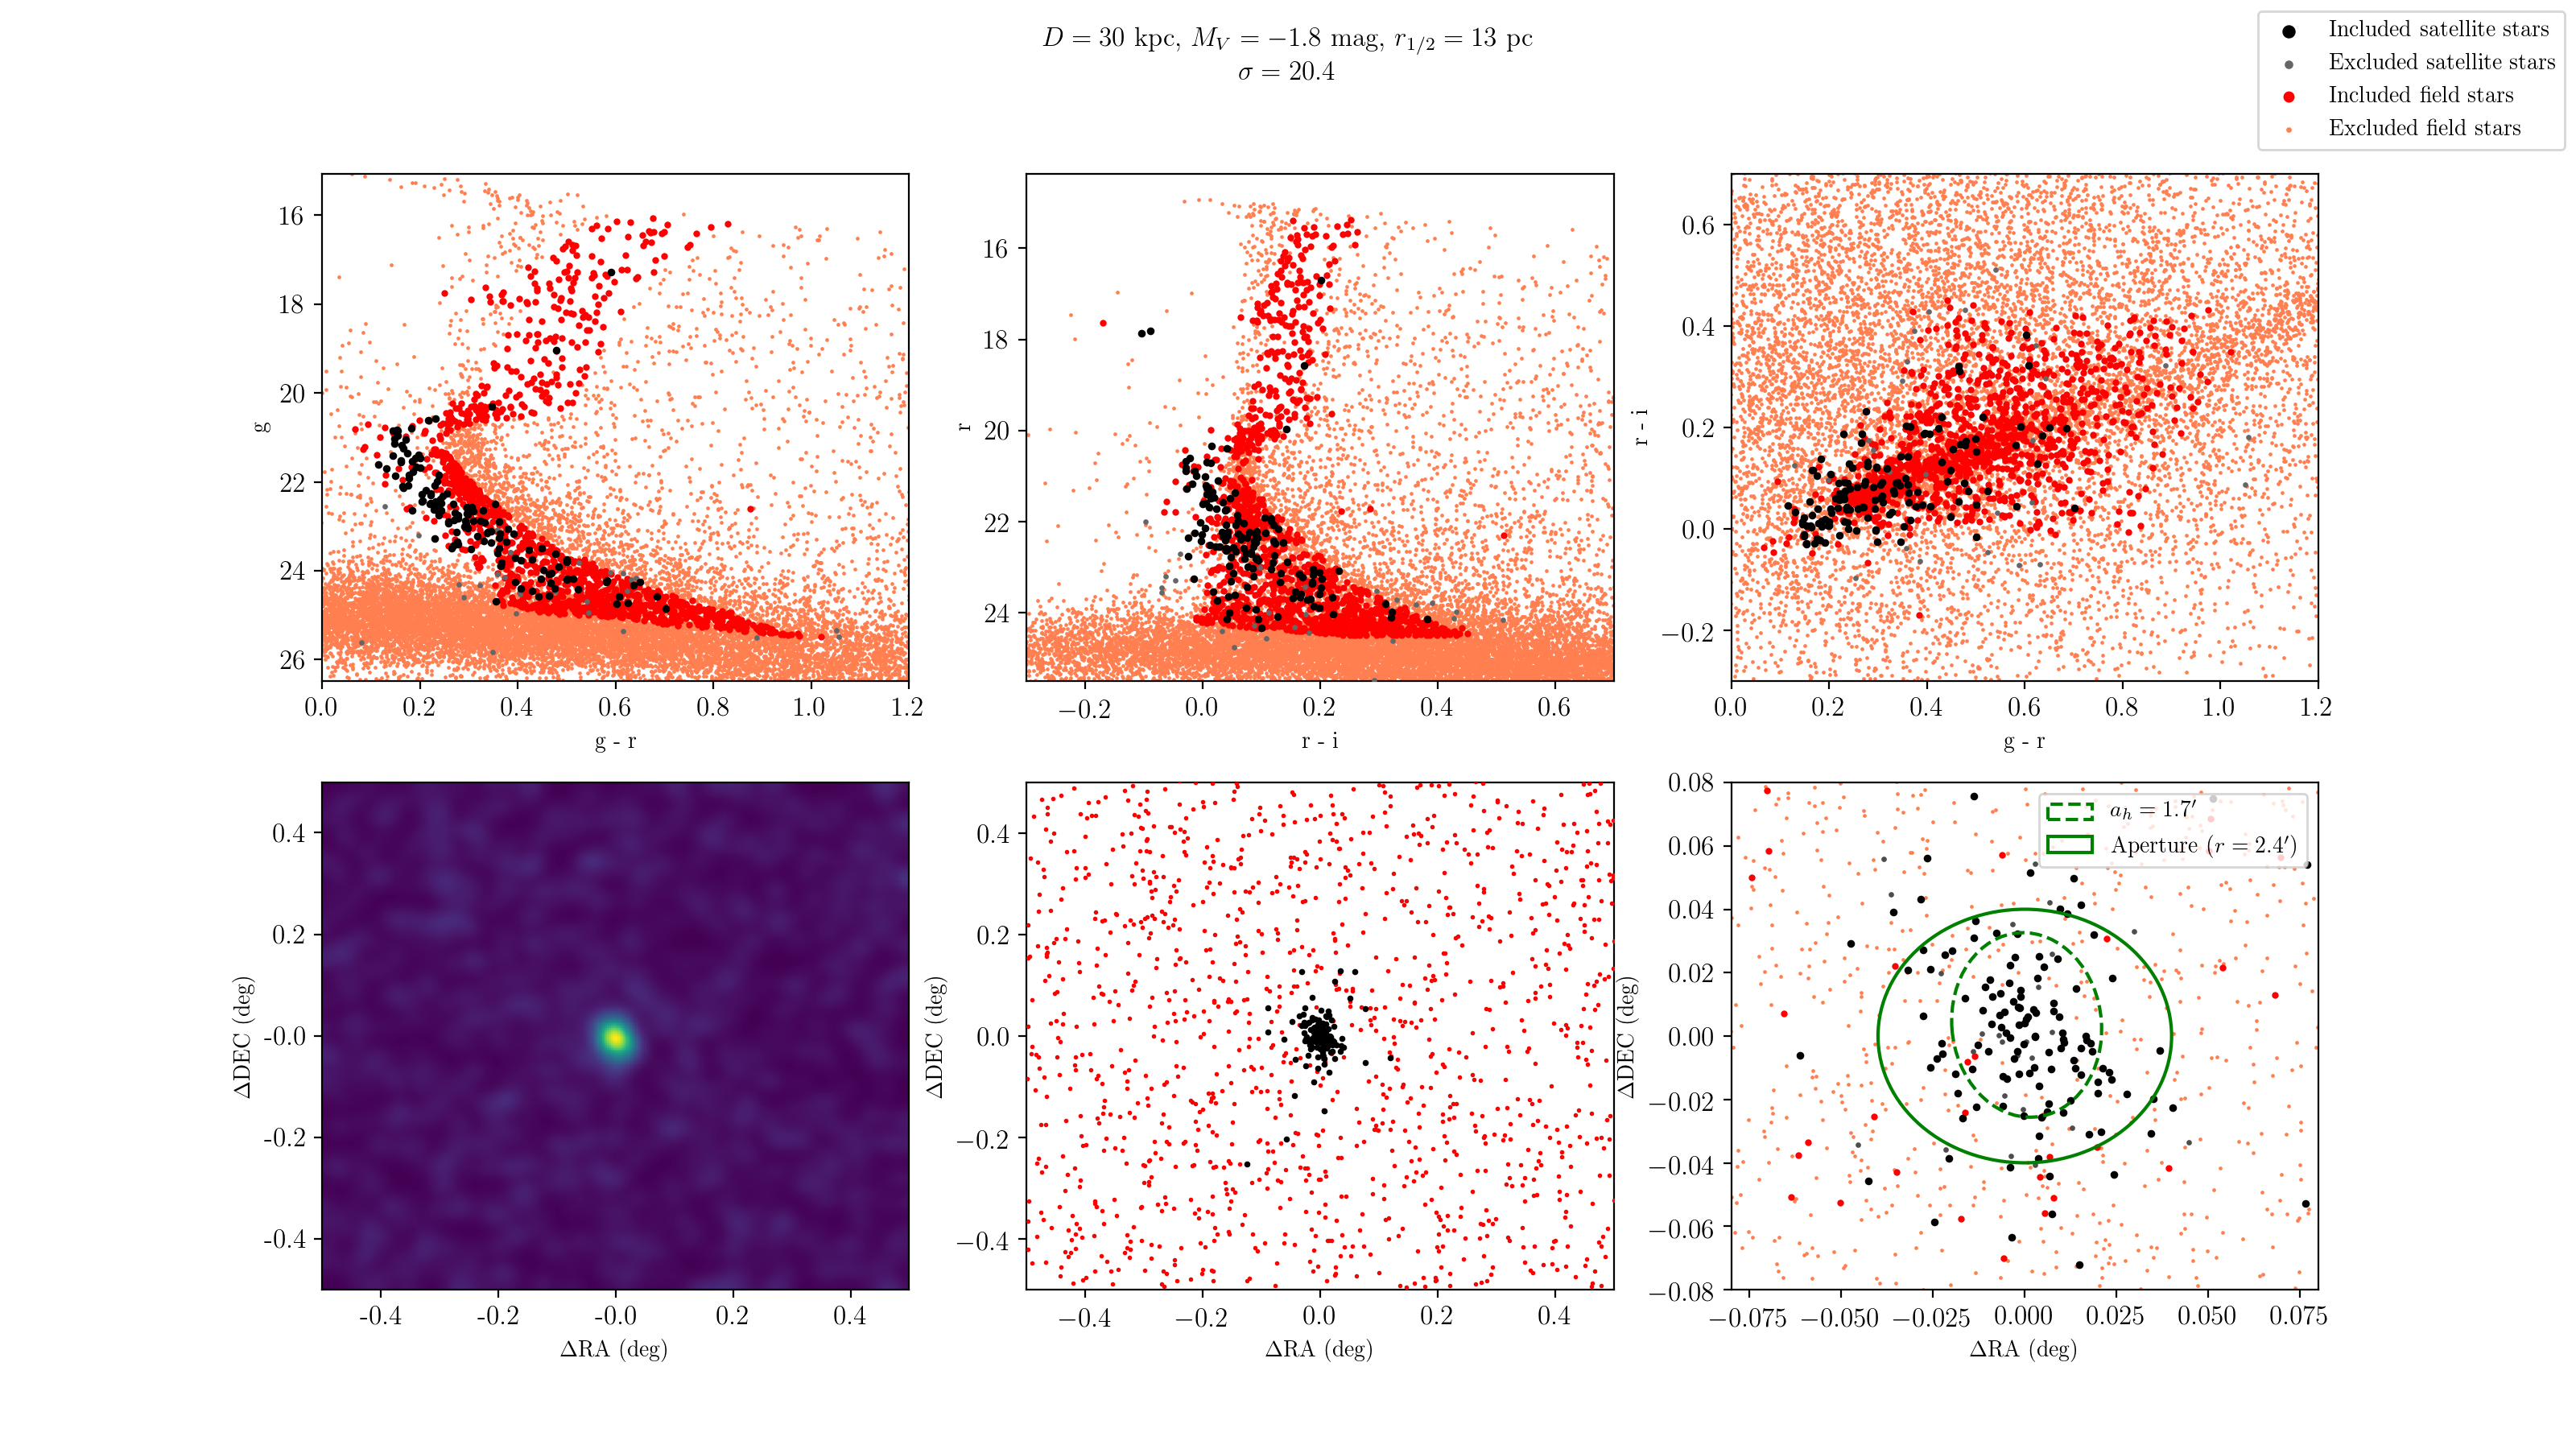 D = 30 kpc, M_V = −1.8 mag, r_{1/2} = 13 pc
σ = 20.4
Included satellite stars
Excluded satellite stars
Included field stars
Excluded field stars
16
18
20
22
24
26
g
0.0 0.2 0.4 0.6 0.8 1.0 1.2
g - r
16
18
20
22
24
r
−0.2 0.0 0.2 0.4 0.6
r - i
0.6
0.4
0.2
0.0
−0.2
r - i
0.0 0.2 0.4 0.6 0.8 1.0 1.2
g - r
0.4
0.2
-0.0
-0.2
-0.4
ΔDEC (deg)
-0.4 -0.2 -0.0 0.2 0.4
ΔRA (deg)
0.4
0.2
0.0
−0.2
−0.4
ΔDEC (deg)
−0.4 −0.2 0.0 0.2 0.4
ΔRA (deg)
0.08
0.06
0.04
0.02
0.00
−0.02
−0.04
−0.06
−0.08
ΔDEC (deg)
a_h = 1.7′
Aperture (r = 2.4′)
−0.075 −0.050 −0.025 0.000 0.025 0.050 0.075
ΔRA (deg)